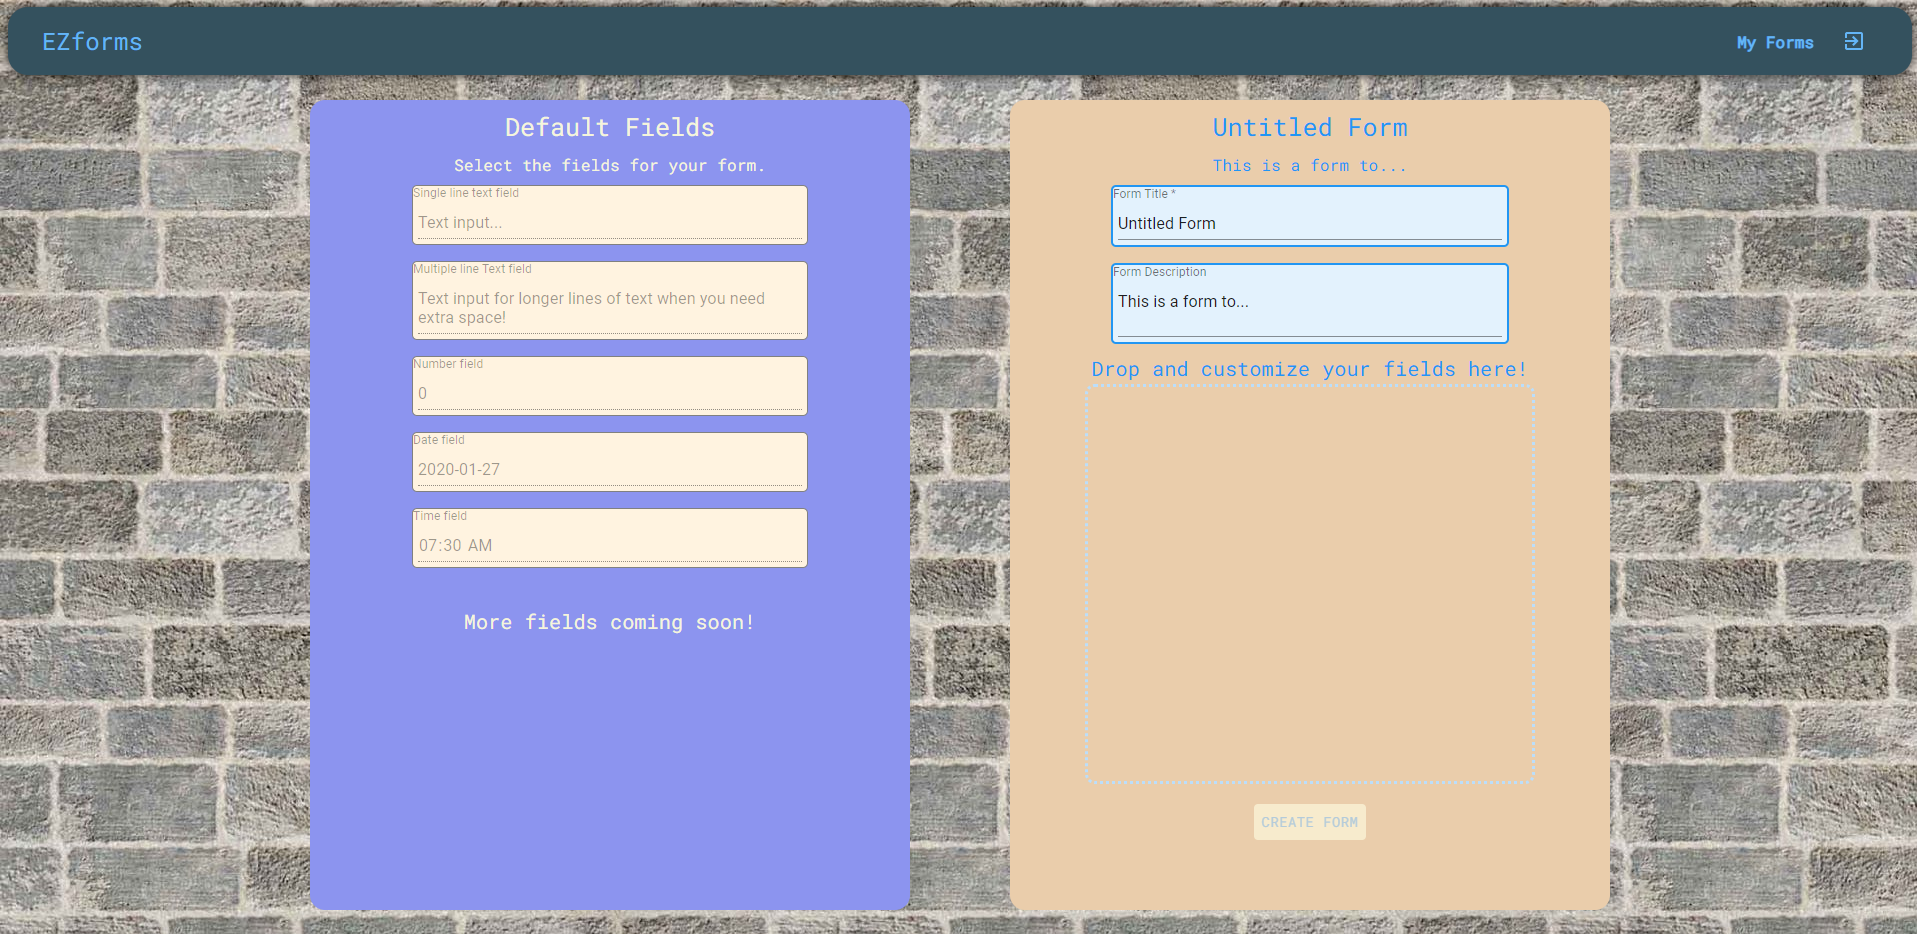 EZforms
My Forms
Default Fields
Select the fields for your form.
Single line text field
Text input...
Multiple line Text field
Text input for longer lines of text when you need
extra space!
Number field
0
Date field
2020-01-27
Time field
07:30 AM
More fields coming soon!
Untitled Form
This is a form to...
Form Title *
Untitled Form
Form Description
This is a form to...
Drop and customize your fields here!
CREATE FORM